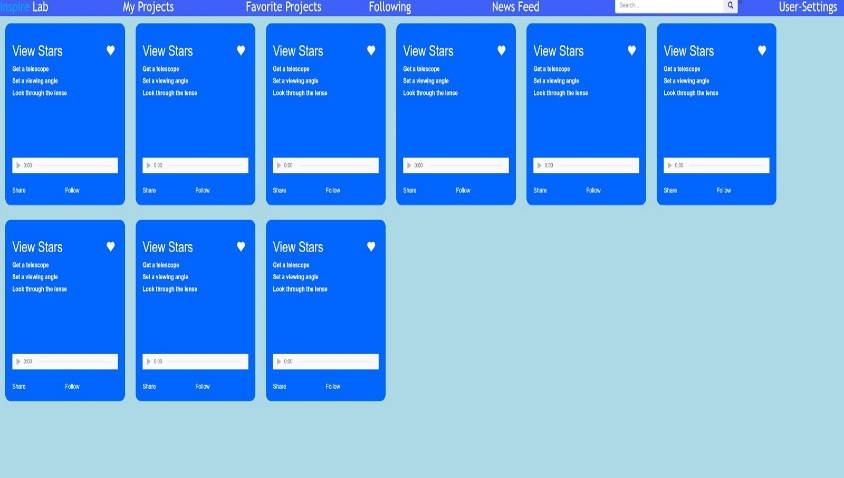 Inspire Lab My Projects Favorite Projects Following News Feed Search... User-Settings
View Stars
Get a telescope
Set a viewing angle
Look through the lense
0:00
Share Follow
View Stars
Get a telescope
Set a viewing angle
Look through the lense
0:00
Share Follow
View Stars
Get a telescope
Set a viewing angle
Look through the lense
0:00
Share Follow
View Stars
Get a telescope
Set a viewing angle
Look through the lense
0:00
Share Follow
View Stars
Get a telescope
Set a viewing angle
Look through the lense
0:00
Share Follow
View Stars
Get a telescope
Set a viewing angle
Look through the lense
0:00
Share Follow
View Stars
Get a telescope
Set a viewing angle
Look through the lense
0:00
Share Follow
View Stars
Get a telescope
Set a viewing angle
Look through the lense
0:00
Share Follow
View Stars
Get a telescope
Set a viewing angle
Look through the lense
0:00
Share Follow